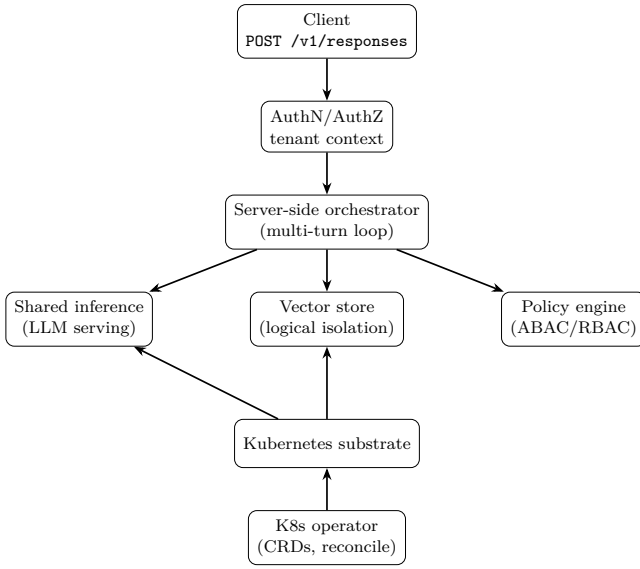 Client
POST /v1/responses
AuthN/AuthZ
tenant context
Server-side orchestrator
(multi-turn loop)
Shared inference
(LLM serving)
Vector store
(logical isolation)
Policy engine
(ABAC/RBAC)
Kubernetes substrate
K8s operator
(CRDs, reconcile)